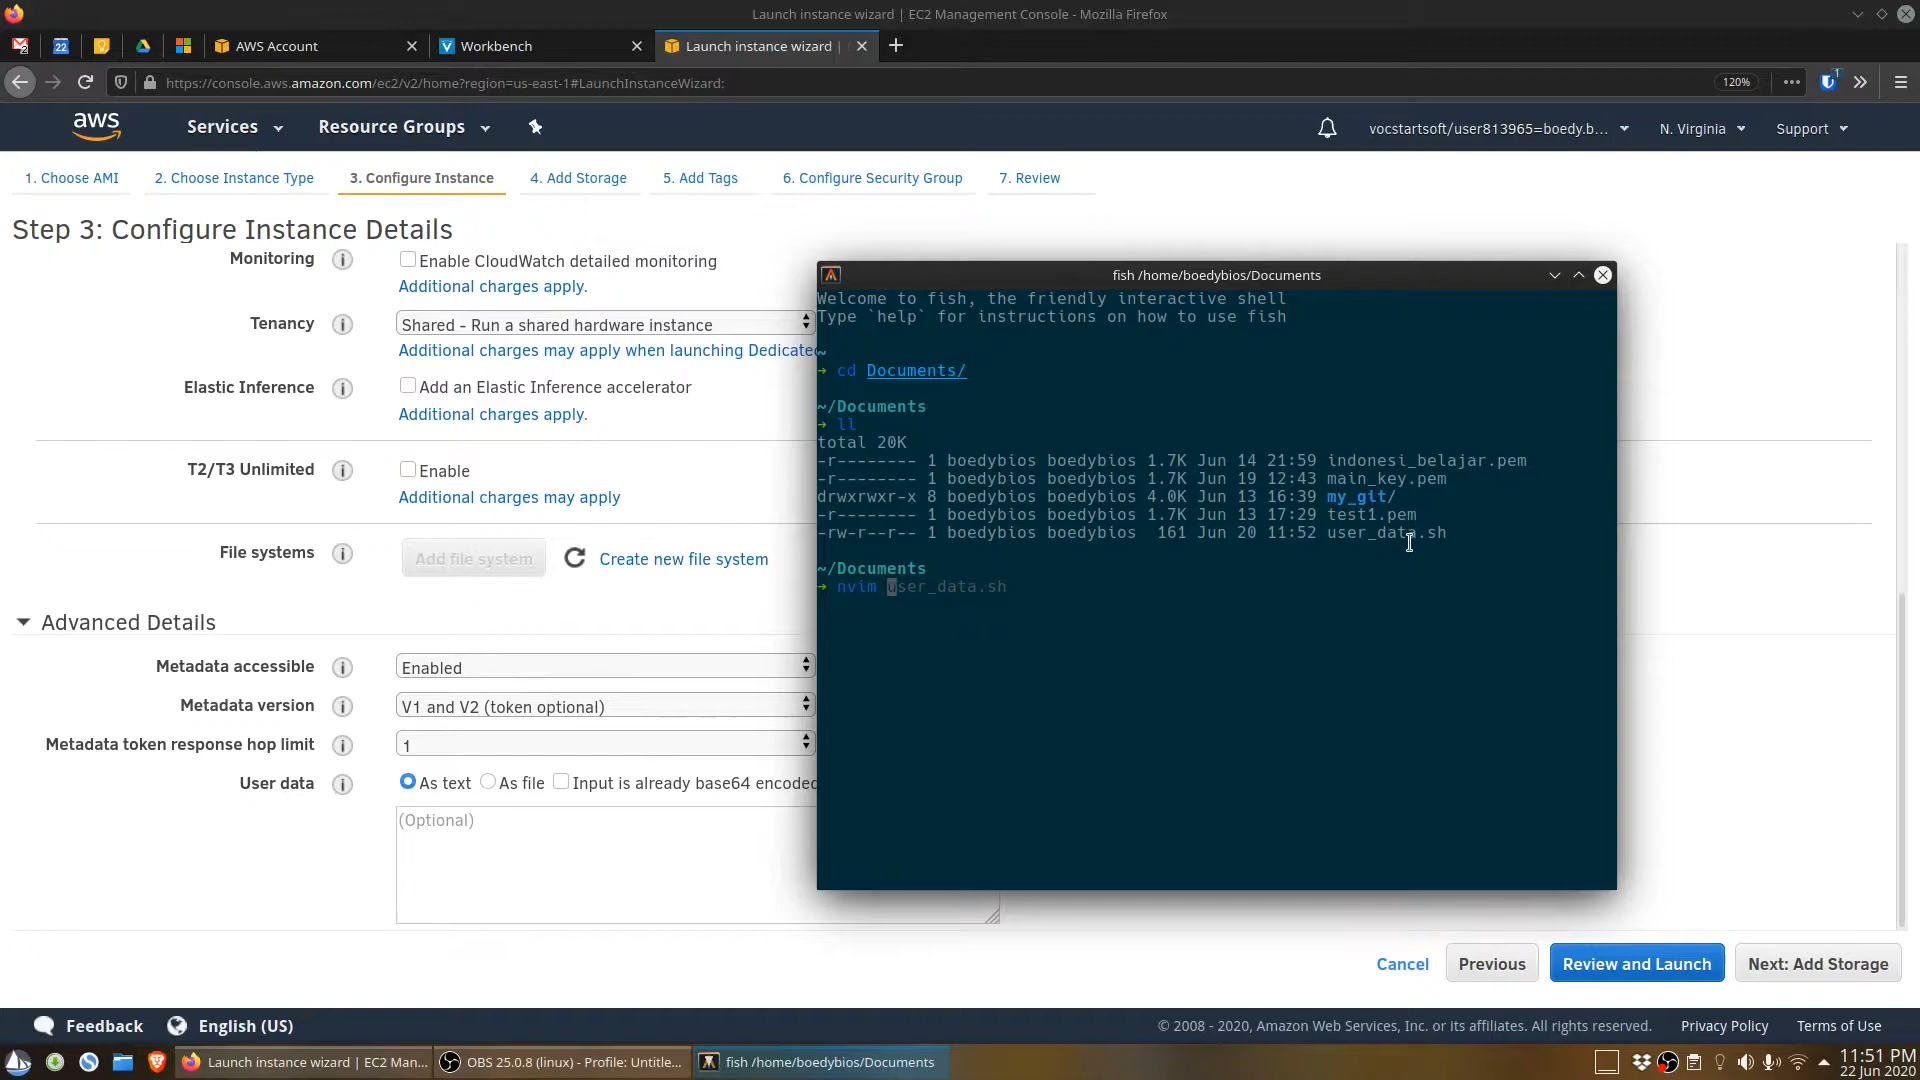 Launch instance wizard | EC2 Management Console - Mozilla Firefox
AWS Account
Workbench
Launch instance wizard |
https://console.aws.amazon.com/ec2/v2/home?region=us-east-1#LaunchInstanceWizard:
120%
aws
Services
Resource Groups
vocstartsoft/user813965=boedy.b...
N. Virginia
Support
1. Choose AMI
2. Choose Instance Type
3. Configure Instance
4. Add Storage
5. Add Tags
6. Configure Security Group
7. Review
Step 3: Configure Instance Details
Monitoring
Enable CloudWatch detailed monitoring
Additional charges apply.
Tenancy
Shared - Run a shared hardware instance
Additional charges may apply when launching Dedicate
Elastic Inference
Add an Elastic Inference accelerator
Additional charges apply.
T2/T3 Unlimited
Enable
Additional charges may apply
File systems
Add file system
Create new file system
Advanced Details
Metadata accessible
Enabled
Metadata version
V1 and V2 (token optional)
Metadata token response hop limit
1
User data
As text
As file
Input is already base64 encoded
(Optional)
fish /home/boedybios/Documents
Welcome to fish, the friendly interactive shell
Type `help` for instructions on how to use fish
~
➜ cd Documents/
~/Documents
➜ ll
total 20K
-r-------- 1 boedybios boedybios 1.7K Jun 14 21:59 indonesi_belajar.pem
-r-------- 1 boedybios boedybios 1.7K Jun 19 12:43 main_key.pem
drwxrwxr-x 8 boedybios boedybios 4.0K Jun 13 16:39 my_git/
-r-------- 1 boedybios boedybios 1.7K Jun 13 17:29 test1.pem
-rw-r--r-- 1 boedybios boedybios  161 Jun 20 11:52 user_data.sh
~/Documents
➜ nvim user_data.sh
Cancel
Previous
Review and Launch
Next: Add Storage
Feedback
English (US)
© 2008 - 2020, Amazon Web Services, Inc. or its affiliates. All rights reserved.
Privacy Policy
Terms of Use
Launch instance wizard | EC2 Man...
OBS 25.0.8 (linux) - Profile: Untitle...
fish /home/boedybios/Documents
11:51 PM
22 Jun 2020